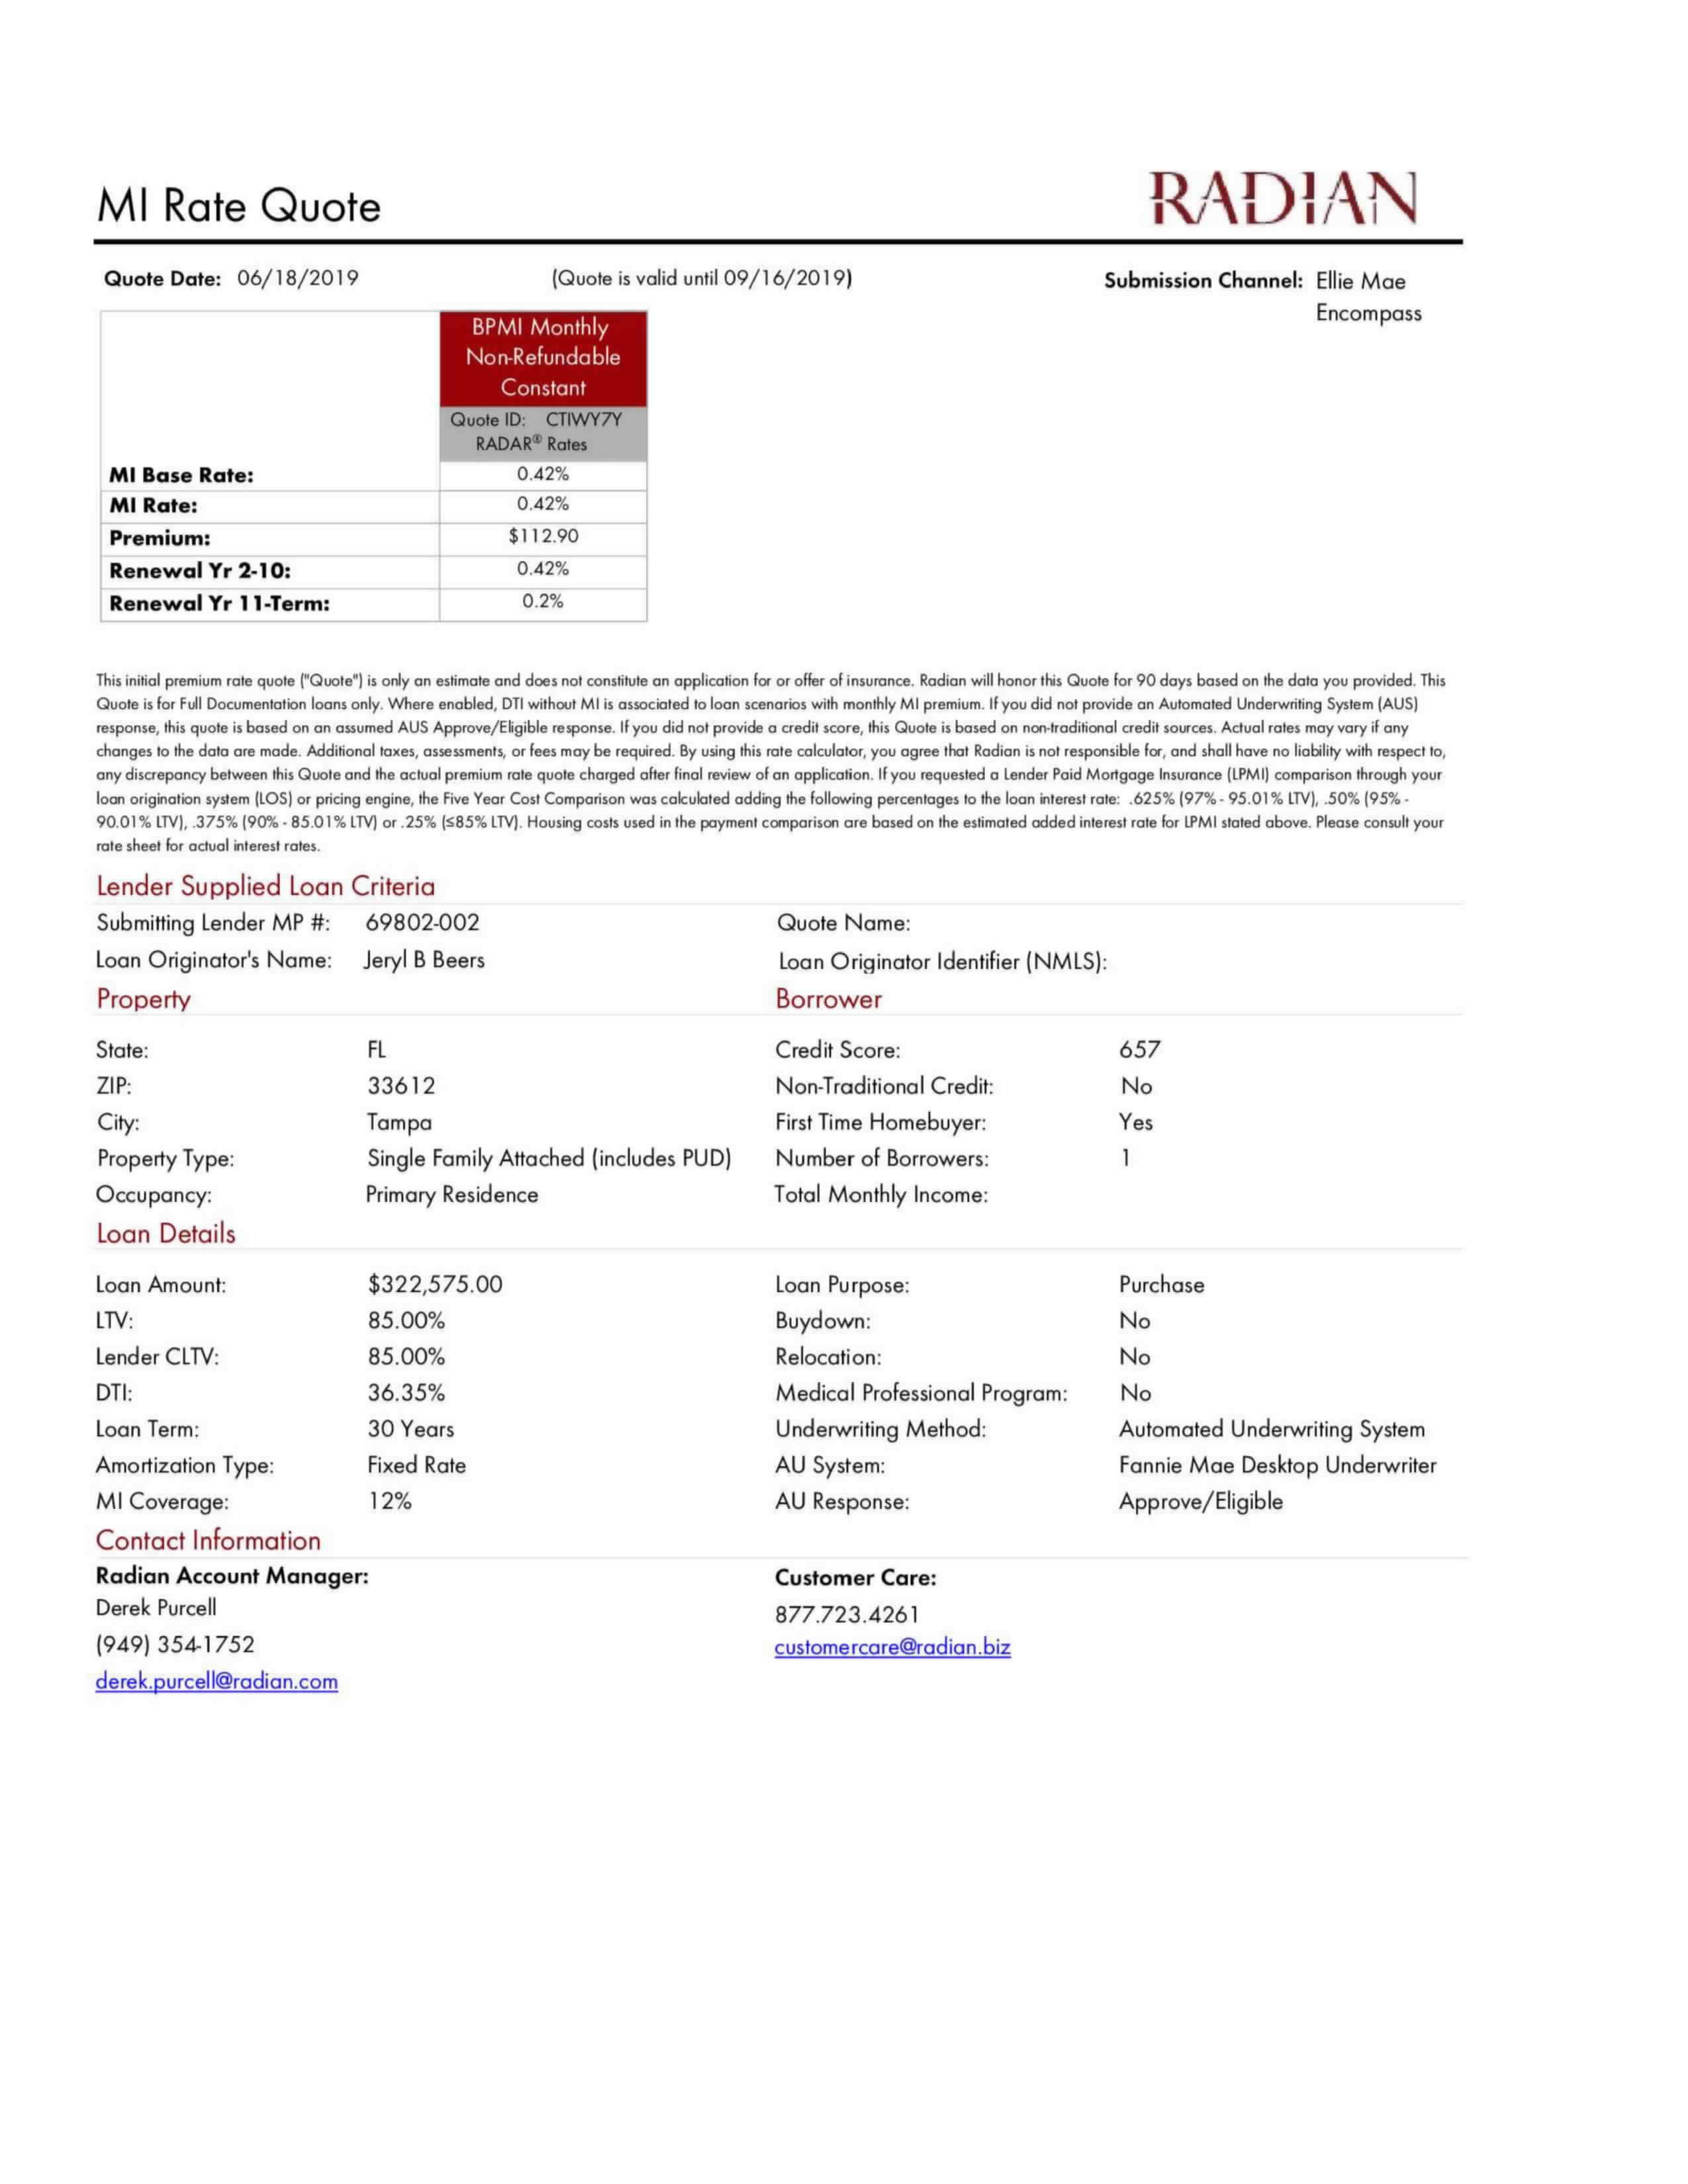 MI Rate Quote
RADIAN
Quote Date: 06/18/2019
(Quote is valid until 09/16/2019)
Submission Channel: Ellie Mae
Encompass
BPMI Monthly
Non-Refundable
Constant
Quote ID: CTIWY7Y
RADAR® Rates
MI Base Rate: 0.42%
MI Rate: 0.42%
Premium: $112.90
Renewal Yr 2-10: 0.42%
Renewal Yr 11-Term: 0.2%
This initial premium rate quote ("Quote") is only an estimate and does not constitute an application for or offer of insurance. Radian will honor this Quote for 90 days based on the data you provided. This
Quote is for Full Documentation loans only. Where enabled, DTI without MI is associated to loan scenarios with monthly MI premium. If you did not provide an Automated Underwriting System (AUS)
response, this quote is based on an assumed AUS Approve/Eligible response. If you did not provide a credit score, this Quote is based on non-traditional credit sources. Actual rates may vary if any
changes to the data are made. Additional taxes, assessments, or fees may be required. By using this rate calculator, you agree that Radian is not responsible for, and shall have no liability with respect to,
any discrepancy between this Quote and the actual premium rate quote charged after final review of an application. If you requested a Lender Paid Mortgage Insurance (LPMI) comparison through your
loan origination system (LOS) or pricing engine, the Five Year Cost Comparison was calculated adding the following percentages to the loan interest rate: .625% (97% - 95.01% LTV), .50% (95% -
90.01% LTV), .375% (90% - 85.01% LTV) or .25% (≤85% LTV). Housing costs used in the payment comparison are based on the estimated added interest rate for LPMI stated above. Please consult your
rate sheet for actual interest rates.
Lender Supplied Loan Criteria
Submitting Lender MP #: 69802-002
Quote Name:
Loan Originator's Name: Jeryl B Beers
Loan Originator Identifier (NMLS):
Property
Borrower
State: FL
Credit Score: 657
ZIP: 33612
Non-Traditional Credit: No
City: Tampa
First Time Homebuyer: Yes
Property Type: Single Family Attached (includes PUD)
Number of Borrowers: 1
Occupancy: Primary Residence
Total Monthly Income:
Loan Details
Loan Amount: $322,575.00
Loan Purpose: Purchase
LTV: 85.00%
Buydown: No
Lender CLTV: 85.00%
Relocation: No
DTI: 36.35%
Medical Professional Program: No
Loan Term: 30 Years
Underwriting Method: Automated Underwriting System
Amortization Type: Fixed Rate
AU System: Fannie Mae Desktop Underwriter
MI Coverage: 12%
AU Response: Approve/Eligible
Contact Information
Radian Account Manager:
Customer Care:
Derek Purcell
877.723.4261
(949) 354-1752
customercare@radian.biz
derek.purcell@radian.com